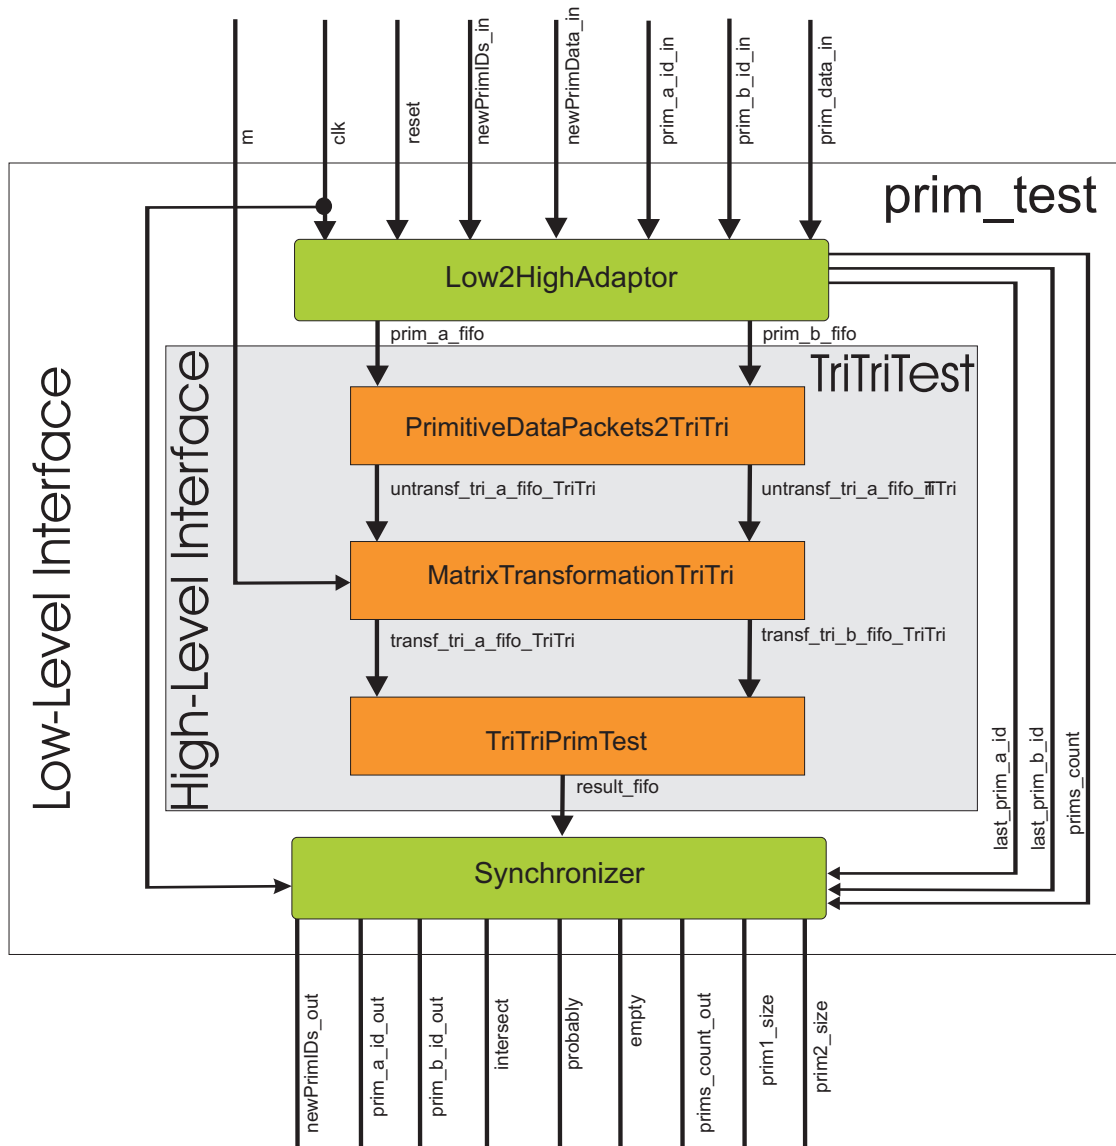 m
clk
reset
newPrimIDs_in
newPrimData_in
prim_a_id_in
prim_b_id_in
prim_data_in
prim_test
Low2HighAdaptor
prim_a_fifo
prim_b_fifo
TriTriTest
Low-Level Interface
High-Level Interface
PrimitiveDataPackets2TriTri
untransf_tri_a_fifo_TriTri
untransf_tri_a_fifo_TriTri
MatrixTransformationTriTri
transf_tri_a_fifo_TriTri
transf_tri_b_fifo_TriTri
TriTriPrimTest
result_fifo
last_prim_a_id
last_prim_b_id
prims_count
Synchronizer
newPrimIDs_out
prim_a_id_out
prim_b_id_out
intersect
probably
empty
prims_count_out
prim1_size
prim2_size